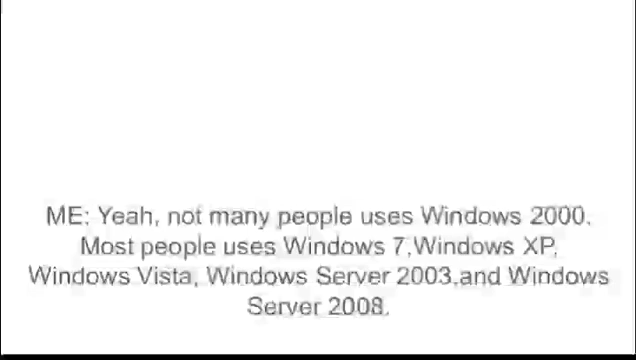 ME: Yeah, not many people uses Windows 2000.
Most people uses Windows 7,Windows XP,
Windows Vista, Windows Server 2003,and Windows
Server 2008.